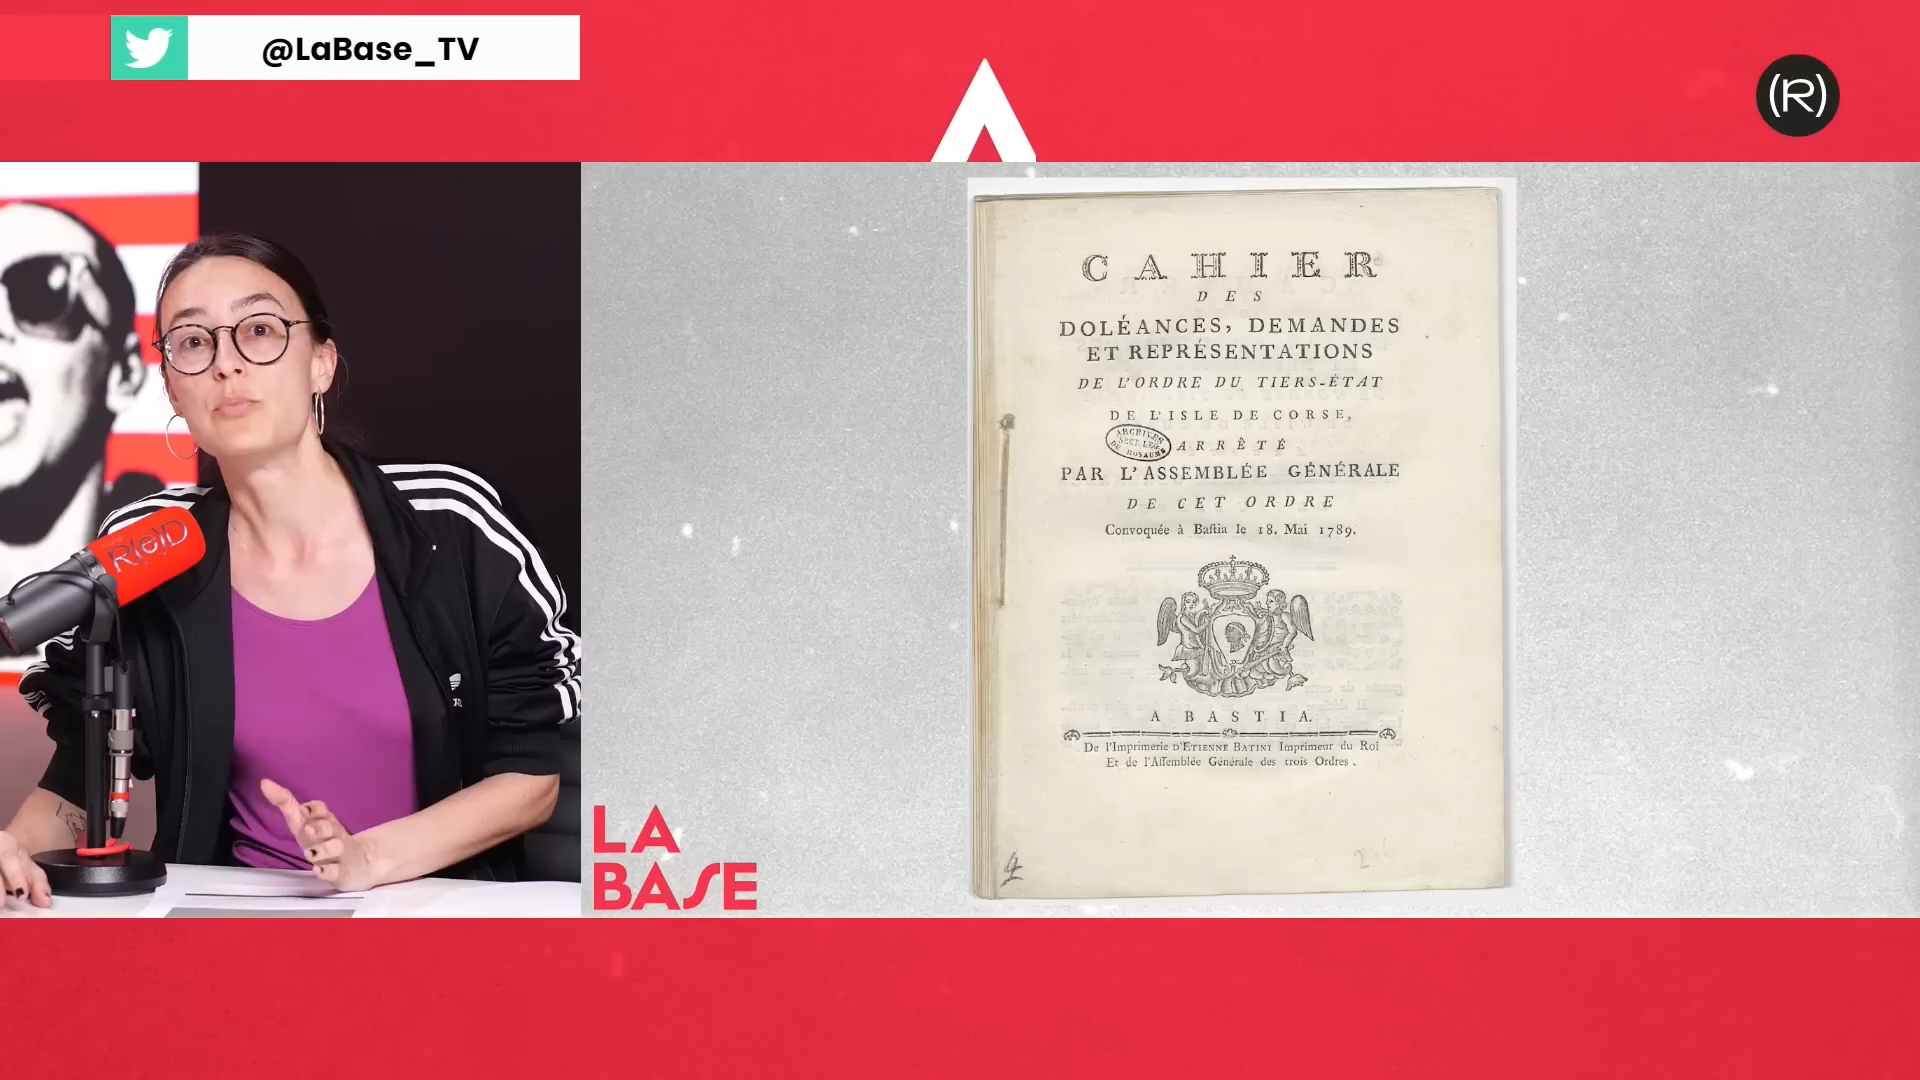 @LaBase_TV
(R)
R(e)D
LA
BASE
CAHIER
DES
DOLÉANCES, DEMANDES
ET REPRÉSENTATIONS
DE L'ORDRE DU TIERS-ÉTAT
DE L'ISLE DE CORSE,
ARCHIVES
ARRÊTÉ
PAR L'ASSEMBLÉE GÉNÉRALE
DE CET ORDRE
Convoquée à Baſtia le 18. Mai 1789.
A BASTIA.
De l'Imprimerie D'ETIENNE BATINI Imprimeur du Roi
Et de l'Aſſemblée Générale des trois Ordres.